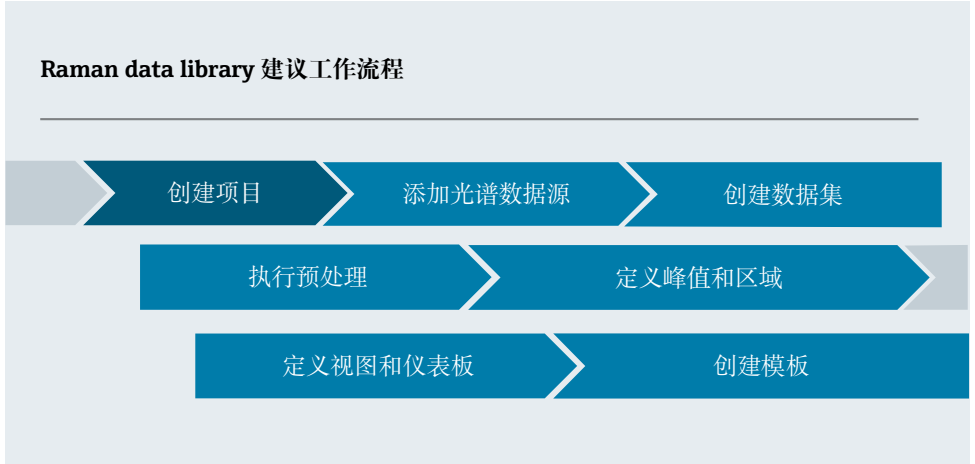 Raman data library 建议工作流程
创建项目
添加光谱数据源
创建数据集
执行预处理
定义峰值和区域
定义视图和仪表板
创建模板